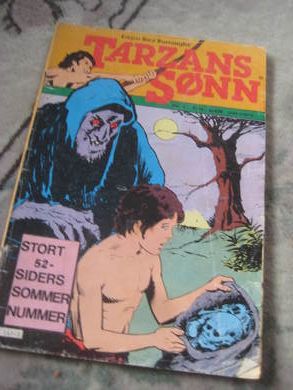 Edgar Rice Burroughs'
TARZANS
SØNN
STORT
52-
SIDERS
SOMMER
NUMMER